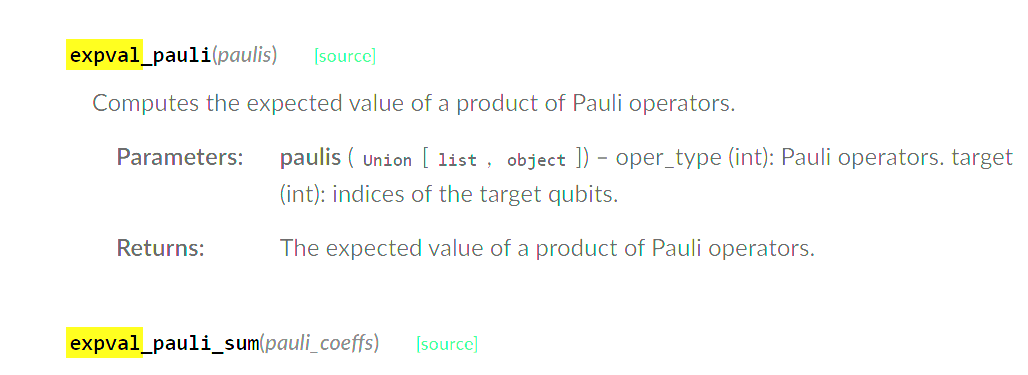 expval_pauli(paulis) [source]
Computes the expected value of a product of Pauli operators.
Parameters: paulis ( Union [ list , object ]) – oper_type (int): Pauli operators. target
(int): indices of the target qubits.
Returns: The expected value of a product of Pauli operators.
expval_pauli_sum(pauli_coeffs) [source]